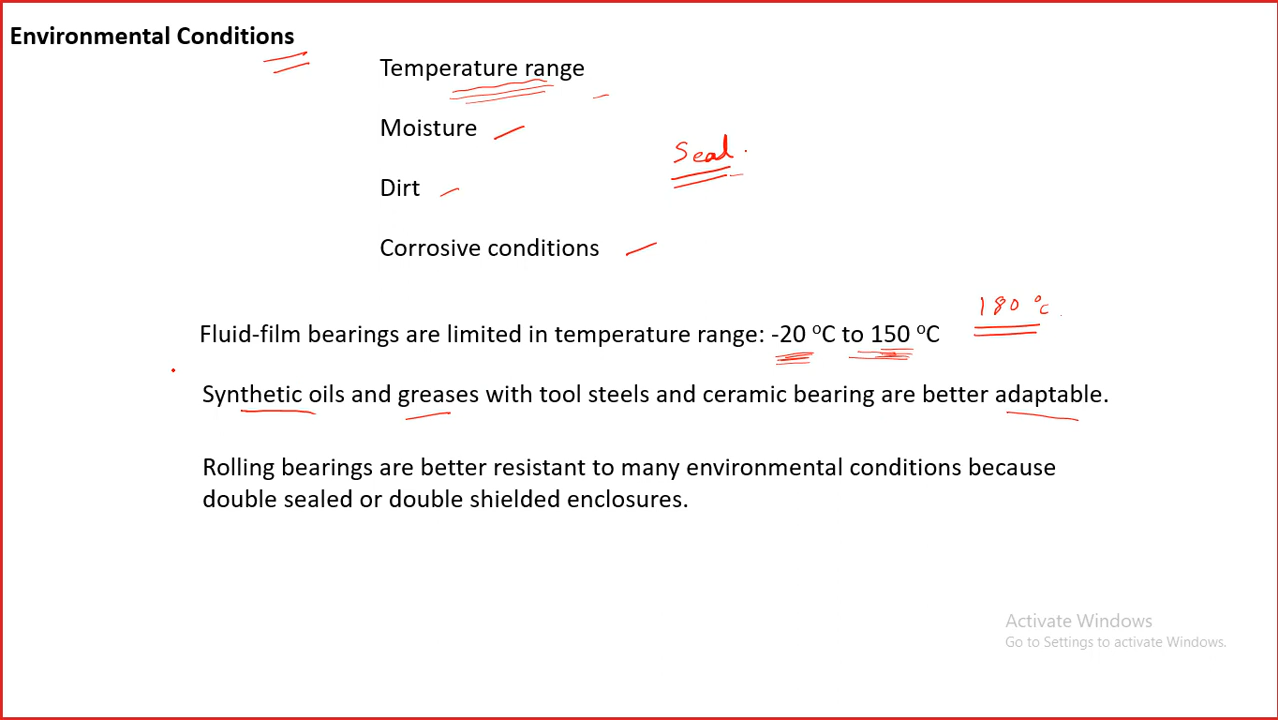 Environmental Conditions
Temperature range
Moisture
Seal
Dirt
Corrosive conditions
180 °C
Fluid-film bearings are limited in temperature range: -20 ⁰C to 150 ⁰C
Synthetic oils and greases with tool steels and ceramic bearing are better adaptable.
Rolling bearings are better resistant to many environmental conditions because
double sealed or double shielded enclosures.
Activate Windows
Go to Settings to activate Windows.